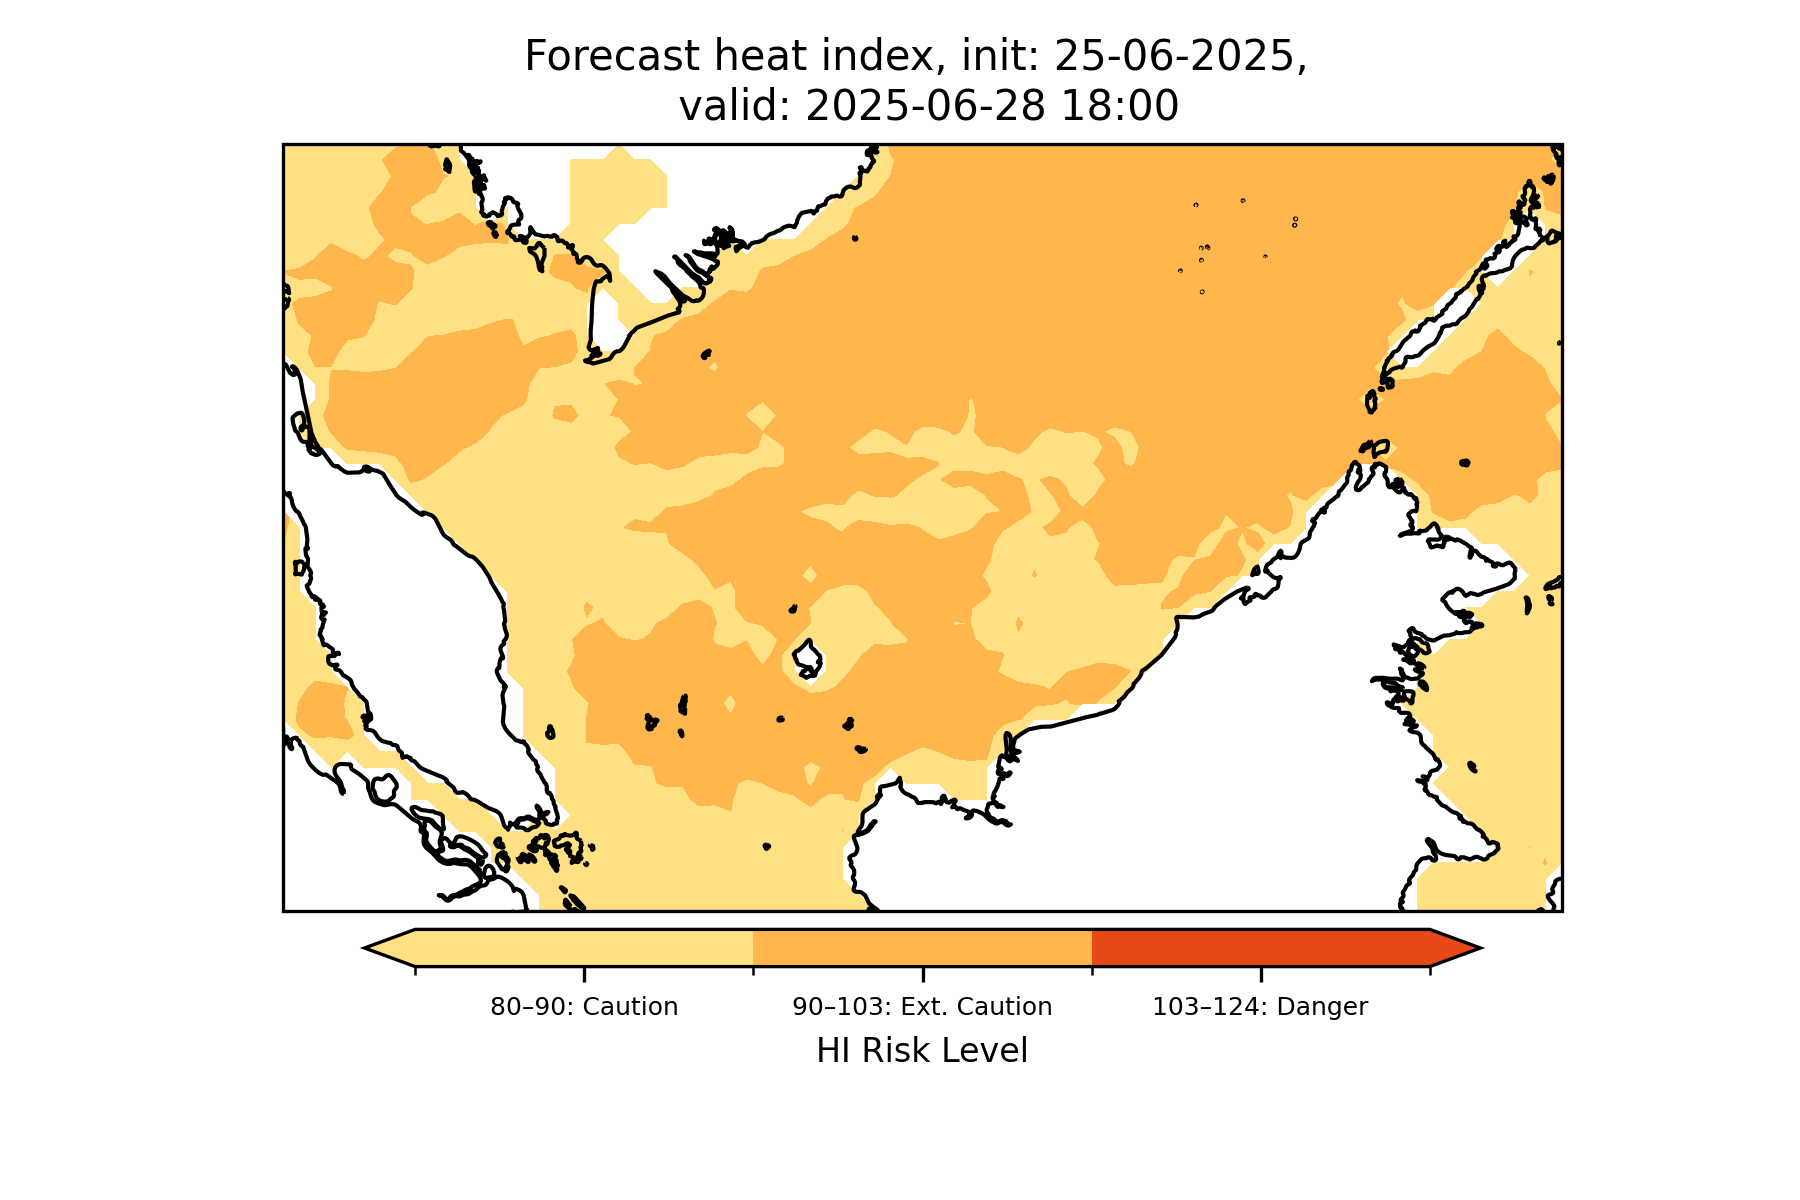 Forecast heat index, init: 25-06-2025,
valid: 2025-06-28 18:00
80–90: Caution
90–103: Ext. Caution
103–124: Danger
HI Risk Level